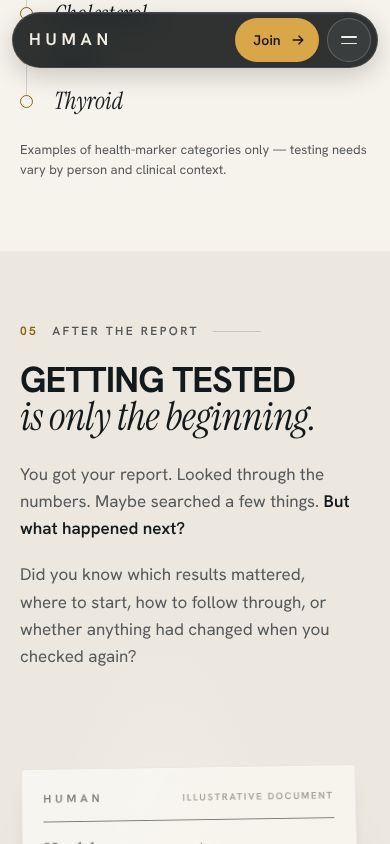 Cholesterol
HUMAN
Join →
Thyroid
Examples of health-marker categories only — testing needs
vary by person and clinical context.
05 AFTER THE REPORT
GETTING TESTED
is only the beginning.
You got your report. Looked through the
numbers. Maybe searched a few things. But
what happened next?
Did you know which results mattered,
where to start, how to follow through, or
whether anything had changed when you
checked again?
HUMAN ILLUSTRATIVE DOCUMENT